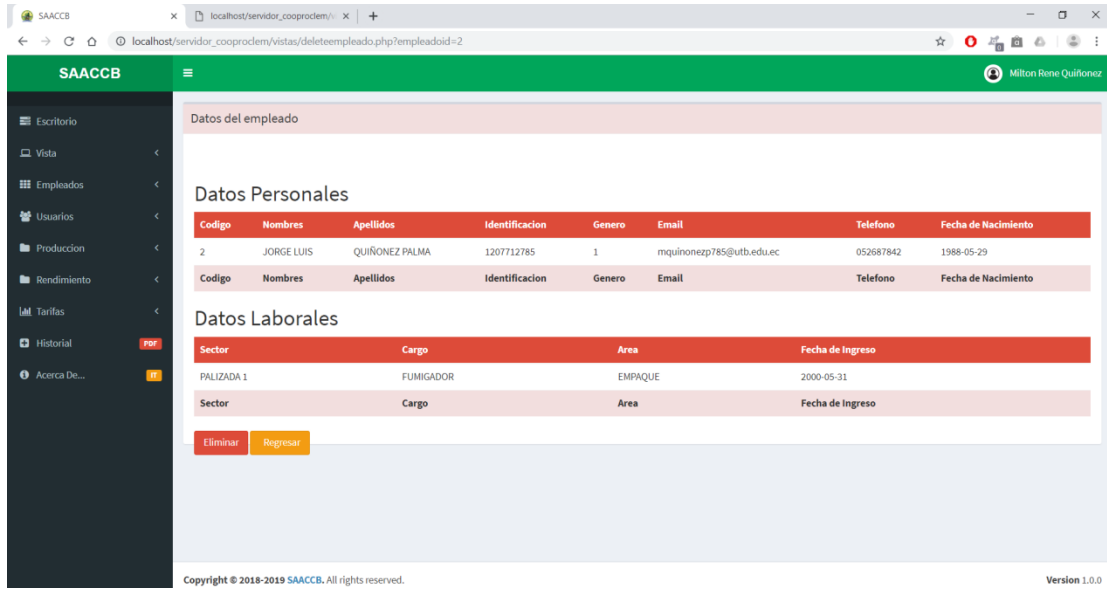 SAACCB
localhost/servidor_cooproclem/v
localhost/servidor_cooproclem/vistas/deleteempleado.php?empleadoid=2
SAACCB
Milton Rene Quiñonez
Escritorio
Vista
Empleados
Usuarios
Produccion
Rendimiento
Tarifas
Historial PDF
Acerca De... IT
Datos del empleado
Datos Personales
Codigo Nombres Apellidos Identificacion Genero Email Telefono Fecha de Nacimiento
2 JORGE LUIS QUIÑONEZ PALMA 1207712785 1 mquinonezp785@utb.edu.ec 052687842 1988-05-29
Codigo Nombres Apellidos Identificacion Genero Email Telefono Fecha de Nacimiento
Datos Laborales
Sector Cargo Area Fecha de Ingreso
PALIZADA 1 FUMIGADOR EMPAQUE 2000-05-31
Sector Cargo Area Fecha de Ingreso
Eliminar Regresar
Copyright © 2018-2019 SAACCB. All rights reserved.
Version 1.0.0